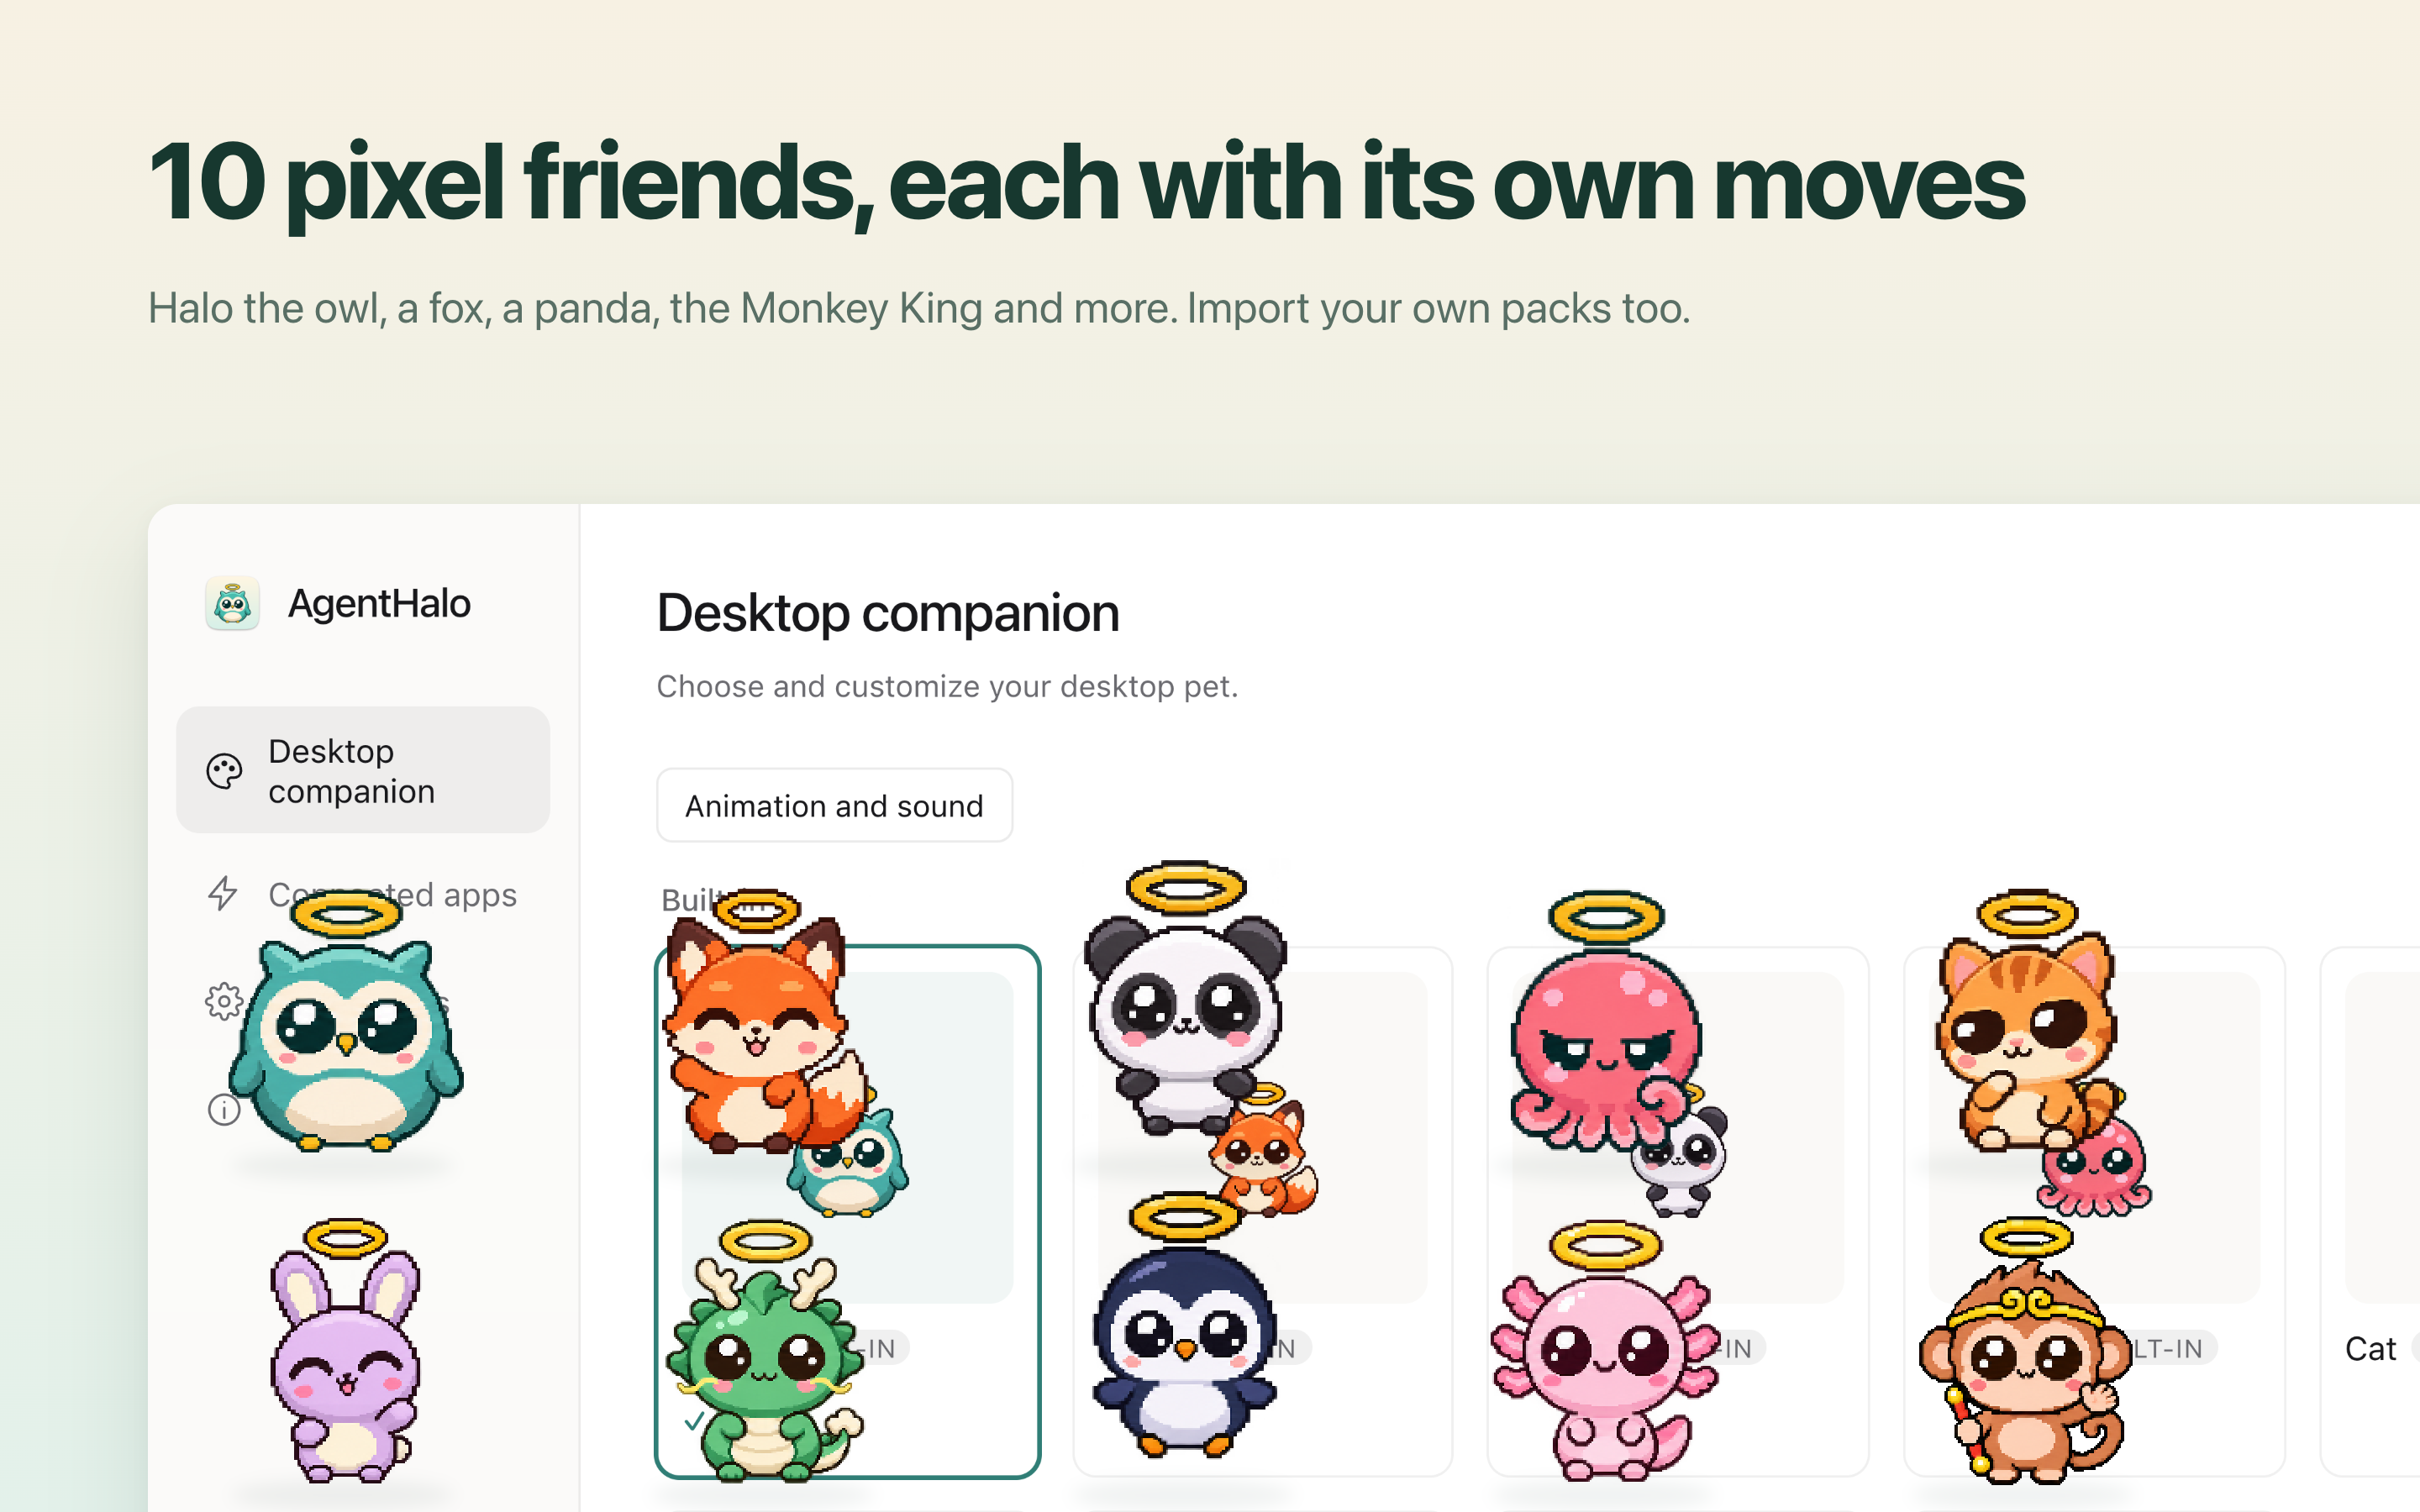 10 pixel friends, each with its own moves
Halo the owl, a fox, a panda, the Monkey King and more. Import your own packs too.
AgentHalo
Desktop companion
Desktop
companion
Choose and customize your desktop pet.
Animation and sound
apps
Cat